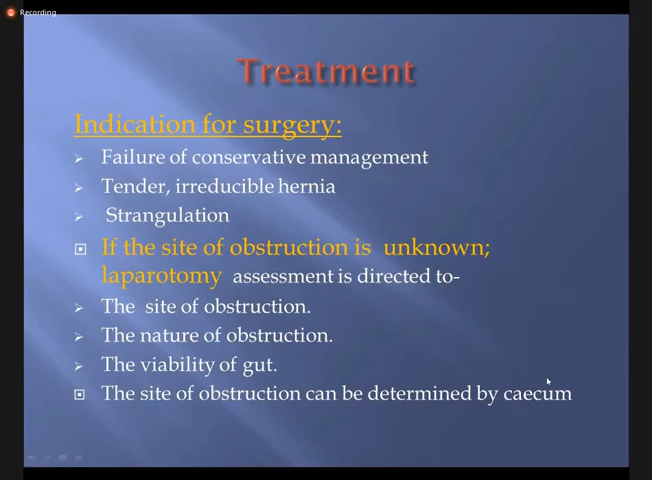 Recording
Treatment
Indication for surgery:
Failure of conservative management
Tender, irreducible hernia
Strangulation
If the site of obstruction is unknown;
laparotomy assessment is directed to-
The site of obstruction.
The nature of obstruction.
The viability of gut.
The site of obstruction can be determined by caecum